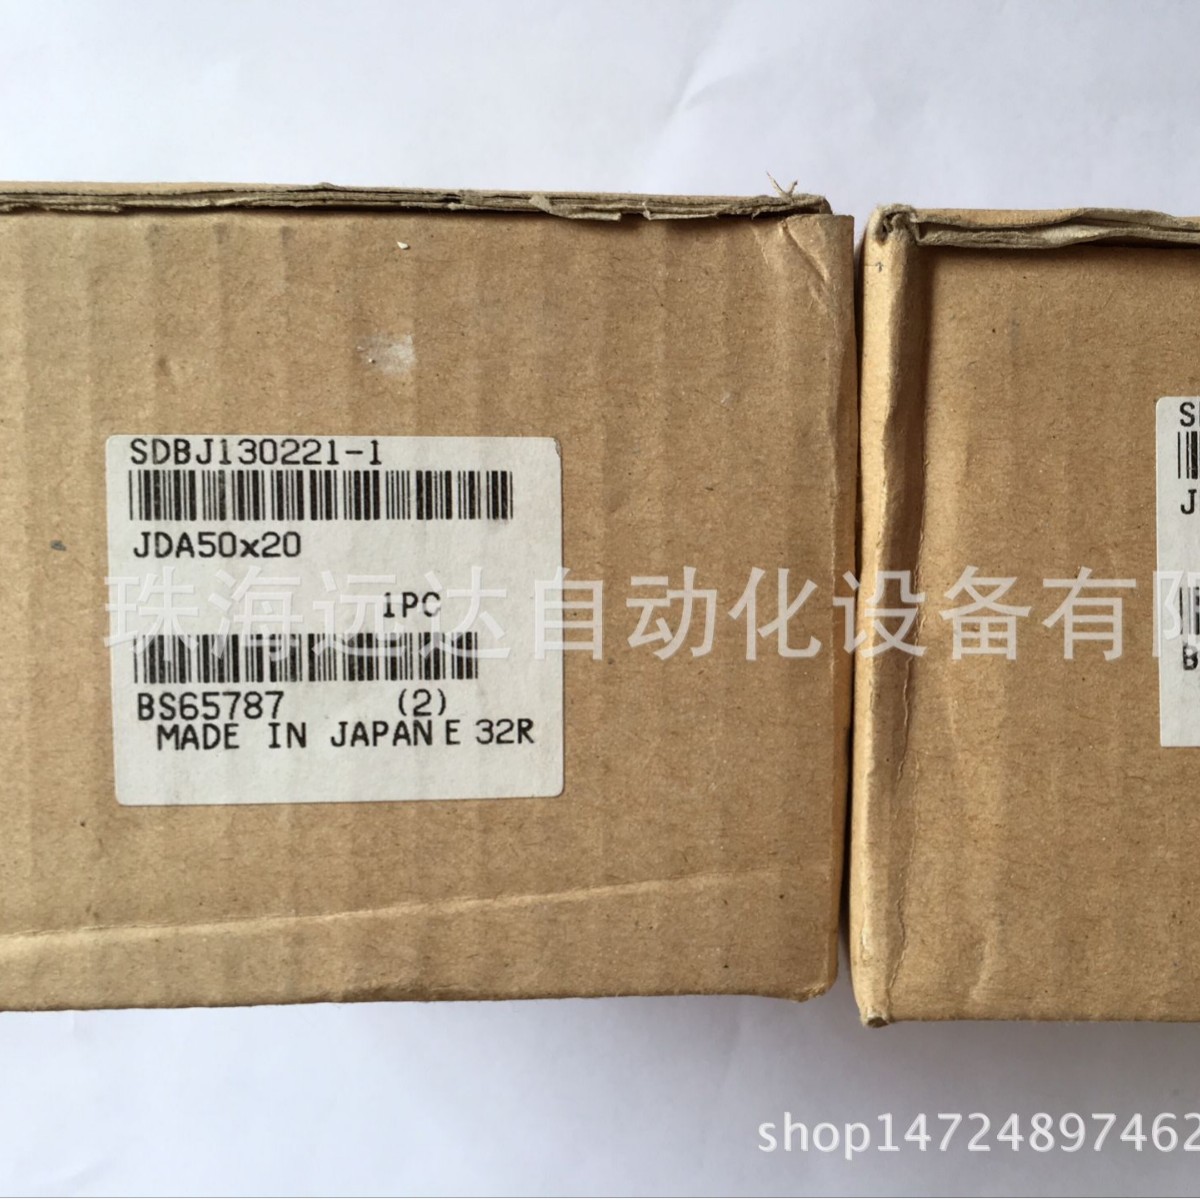 SDBJ130221-1
JDA50x20
1PC
BS65787 (2)
MADE IN JAPAN E 32R
S
J
B
珠海远达自动化设备有
shop14724897462